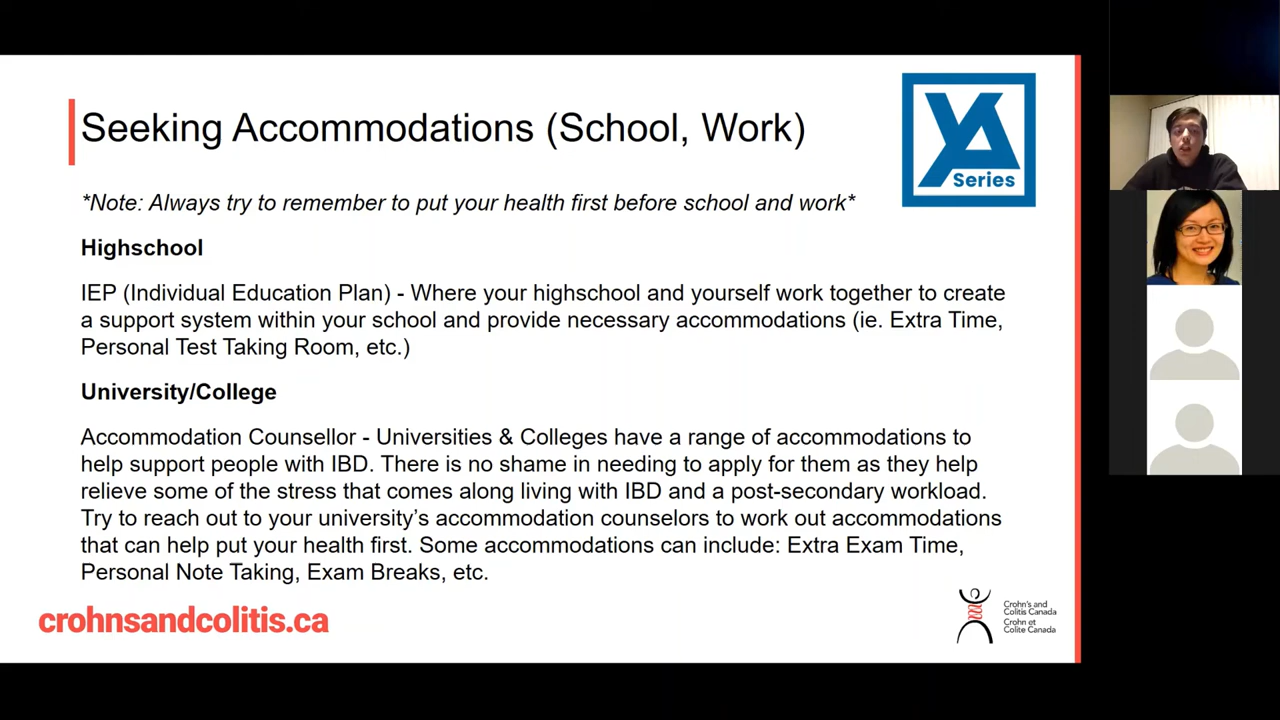 Seeking Accommodations (School, Work)
YA
Series
*Note: Always try to remember to put your health first before school and work*
Highschool
IEP (Individual Education Plan) - Where your highschool and yourself work together to create
a support system within your school and provide necessary accommodations (ie. Extra Time,
Personal Test Taking Room, etc.)
University/College
Accommodation Counsellor - Universities & Colleges have a range of accommodations to
help support people with IBD. There is no shame in needing to apply for them as they help
relieve some of the stress that comes along living with IBD and a post-secondary workload.
Try to reach out to your university’s accommodation counselors to work out accommodations
that can help put your health first. Some accommodations can include: Extra Exam Time,
Personal Note Taking, Exam Breaks, etc.
crohnsandcolitis.ca
Crohn's and
Colitis Canada
Crohn et
Colite Canada